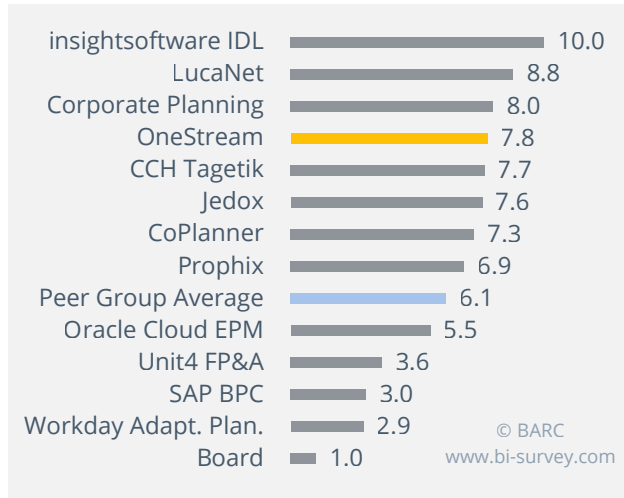 insightsoftware IDL 10.0
LucaNet 8.8
Corporate Planning 8.0
OneStream 7.8
CCH Tagetik 7.7
Jedox 7.6
CoPlanner 7.3
Prophix 6.9
Peer Group Average 6.1
Oracle Cloud EPM 5.5
Unit4 FP&A 3.6
SAP BPC 3.0
Workday Adapt. Plan. 2.9
Board 1.0
© BARC
www.bi-survey.com